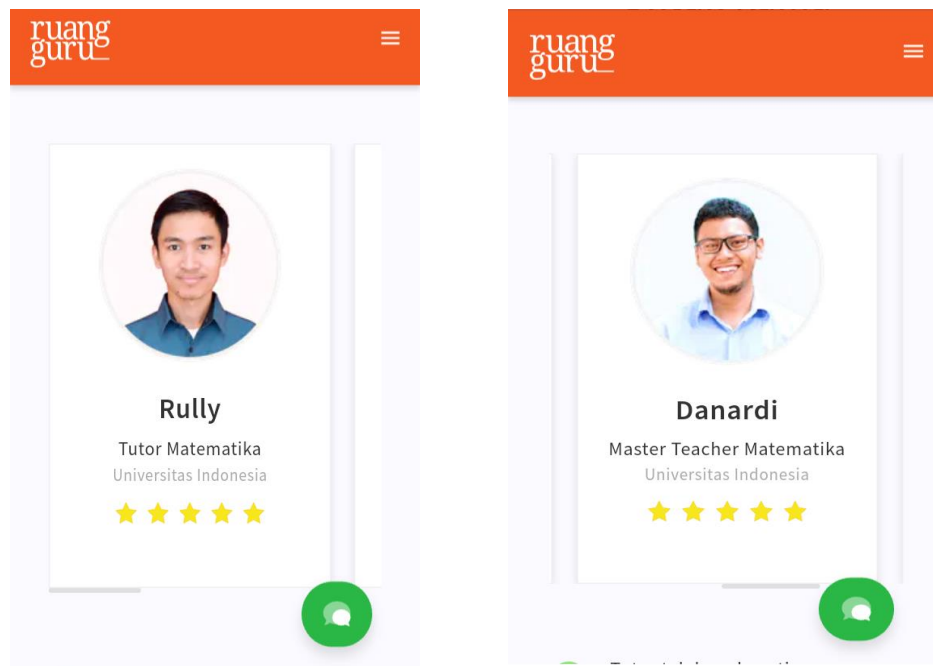 ruang
guru
Rully
Tutor Matematika
Universitas Indonesia
ruang
guru
Danardi
Master Teacher Matematika
Universitas Indonesia